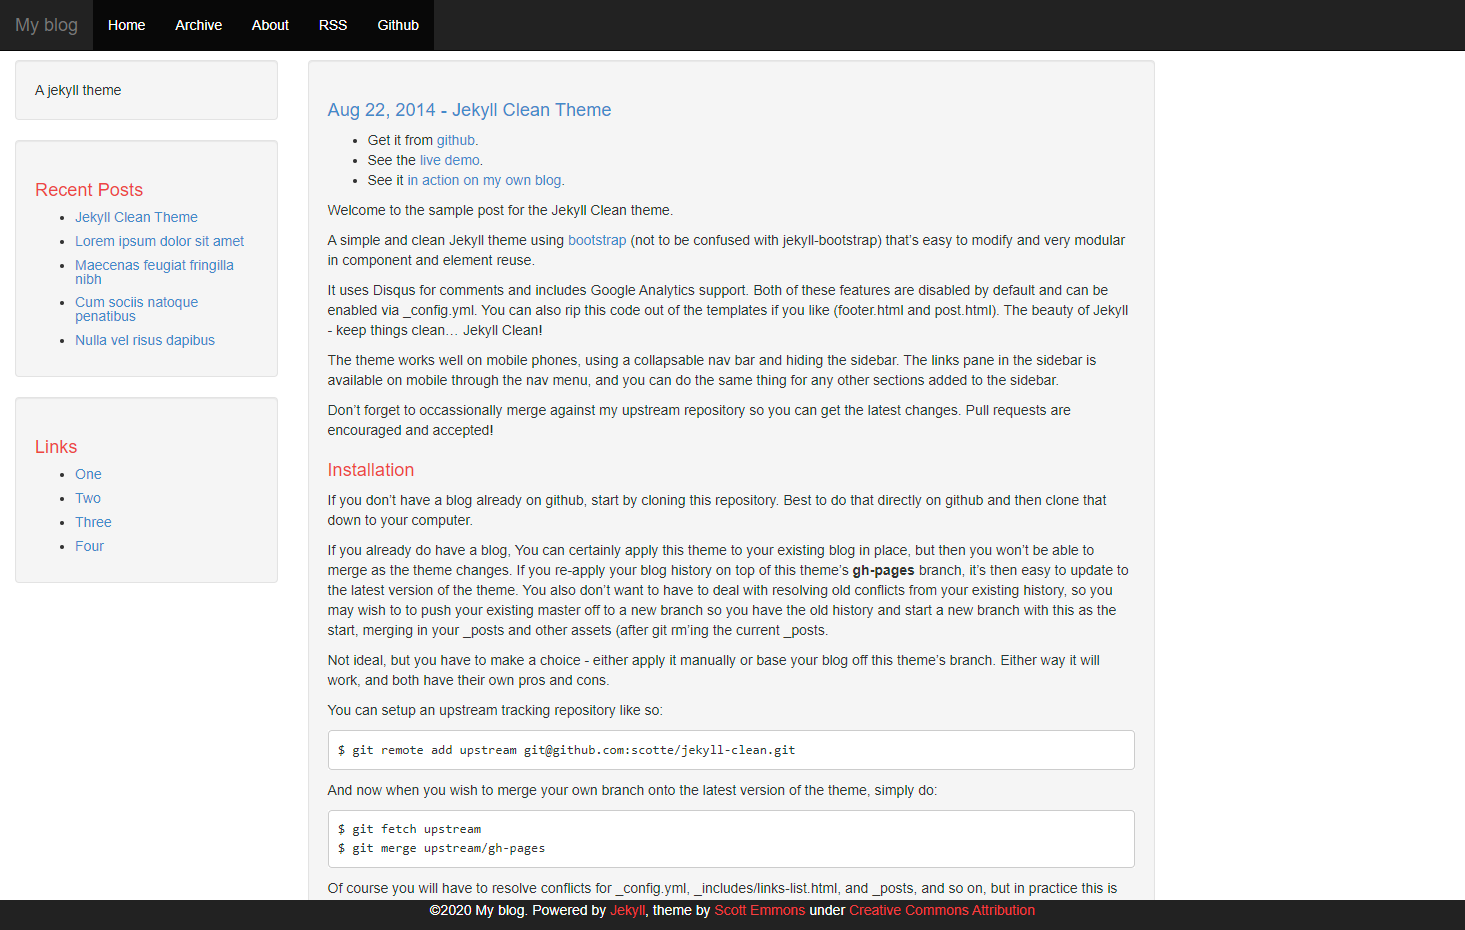 My blog Home Archive About RSS Github
A jekyll theme
Recent Posts
Jekyll Clean Theme
Lorem ipsum dolor sit amet
Maecenas feugiat fringilla
nibh
Cum sociis natoque
penatibus
Nulla vel risus dapibus
Links
One
Two
Three
Four
Aug 22, 2014 - Jekyll Clean Theme
Get it from github.
See the live demo.
See it in action on my own blog.
Welcome to the sample post for the Jekyll Clean theme.
A simple and clean Jekyll theme using bootstrap (not to be confused with jekyll-bootstrap) that’s easy to modify and very modular
in component and element reuse.
It uses Disqus for comments and includes Google Analytics support. Both of these features are disabled by default and can be
enabled via _config.yml. You can also rip this code out of the templates if you like (footer.html and post.html). The beauty of Jekyll
- keep things clean… Jekyll Clean!
The theme works well on mobile phones, using a collapsable nav bar and hiding the sidebar. The links pane in the sidebar is
available on mobile through the nav menu, and you can do the same thing for any other sections added to the sidebar.
Don’t forget to occassionally merge against my upstream repository so you can get the latest changes. Pull requests are
encouraged and accepted!
Installation
If you don’t have a blog already on github, start by cloning this repository. Best to do that directly on github and then clone that
down to your computer.
If you already do have a blog, You can certainly apply this theme to your existing blog in place, but then you won’t be able to
merge as the theme changes. If you re-apply your blog history on top of this theme’s gh-pages branch, it’s then easy to update to
the latest version of the theme. You also don’t want to have to deal with resolving old conflicts from your existing history, so you
may wish to to push your existing master off to a new branch so you have the old history and start a new branch with this as the
start, merging in your _posts and other assets (after git rm’ing the current _posts.
Not ideal, but you have to make a choice - either apply it manually or base your blog off this theme’s branch. Either way it will
work, and both have their own pros and cons.
You can setup an upstream tracking repository like so:
$ git remote add upstream git@github.com:scotte/jekyll-clean.git
And now when you wish to merge your own branch onto the latest version of the theme, simply do:
$ git fetch upstream
$ git merge upstream/gh-pages
Of course you will have to resolve conflicts for _config.yml, _includes/links-list.html, and _posts, and so on, but in practice this is
©2020 My blog. Powered by Jekyll, theme by Scott Emmons under Creative Commons Attribution